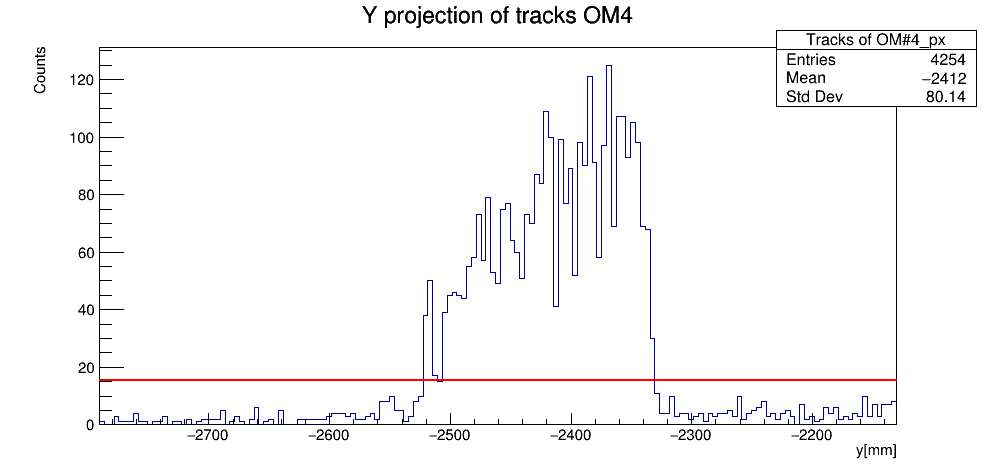 Y projection of tracks OM4
Tracks of OM#4_px
Entries 4254
Mean −2412
Std Dev 80.14
Counts
120
100
80
60
40
20
0
−2700 −2600 −2500 −2400 −2300 −2200
y[mm]